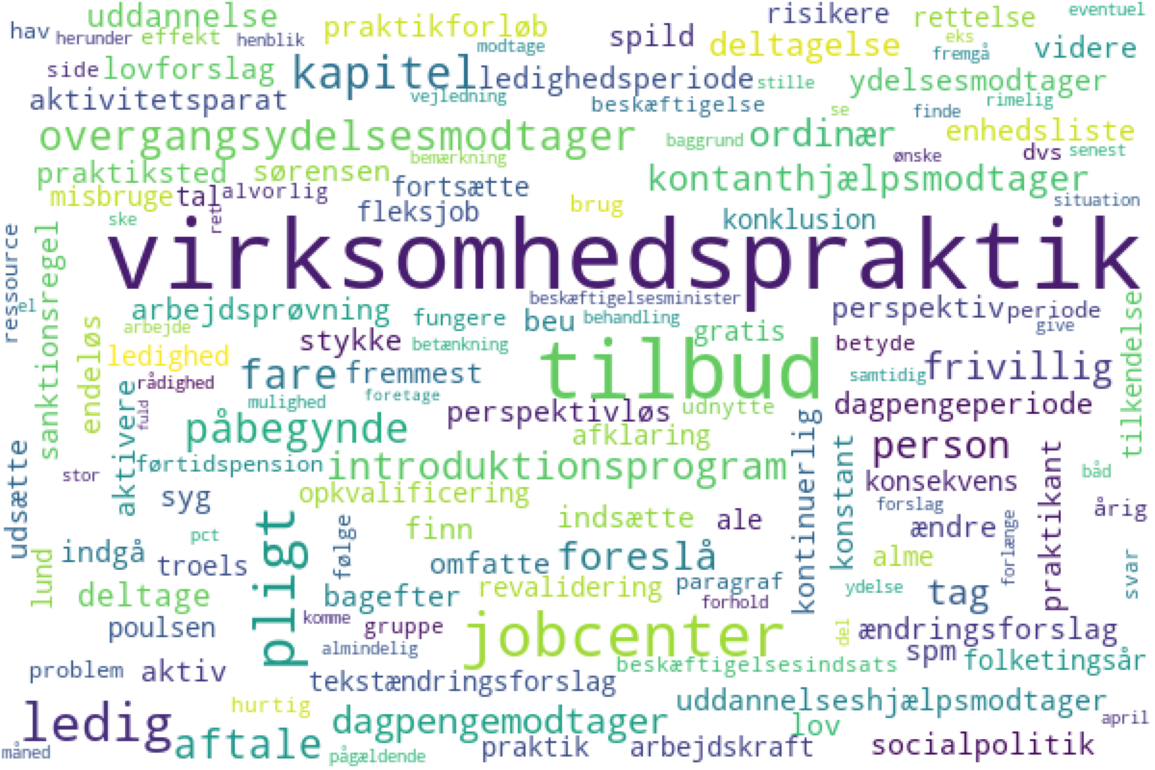 uddannelse praktikforløb risikere rettelse eventuel
hav herunder effekt henblik modtage spild deltagelse eks fremgå videre
side lovforslag kapitel ledighedsperiode stille ydelsesmodtager
aktivitetsparat vejledning beskæftigelse se finde rimelig
overgangsydelsesmodtager baggrund ordinær enhedsliste
praktiksted sørensen bemærkning ønske dvs senest
misbruge tal alvorlig fortsætte kontanthjælpsmodtager
ske ret fleksjob brug konklusion situation
virksomhedspraktik
ressource el sanktionsregel beskæftigelsesminister
arbejdsprøvning fungere beu behandling perspektiv periode tilkendelse
endeløs arbejde stykke betænkning gratis betyde give
ledighed rådighed fare fremmest tilbud samtidig frivillig
aktivere fuld mulighed foretage perspektivløs udnytte dagpengeperiode
påbegynde afklaring kontinuerlig person
udsætte stor førtidspension introduktionsprogram konstant konsekvens praktikant båd
syg opkvalificering forslag årig
pct pligt følge finn indsætte ale ændre forlænge
lund indgå troels omfatte foreslå alme svar
deltage bagefter revalidering paragraf ydelse tag
poulsen komme gruppe jobcenter forhold del ændringsforslag
problem aktiv almindelig beskæftigelsesindsats spm folketingsår
tekstændringsforslag
ledig hurtig dagpengemodtager uddannelseshjælpsmodtager
lov april
måned aftale pågældende praktik arbejdskraft socialpolitik